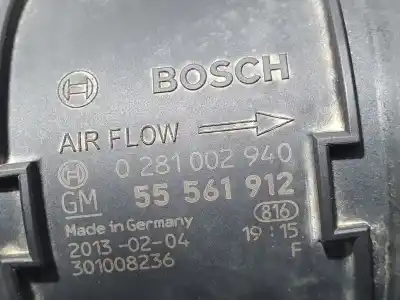 BOSCH
AIR FLOW
0 281 002 940
GM 55 561 912
Made in Germany 816
2013-02-04 19:15
301008236 F